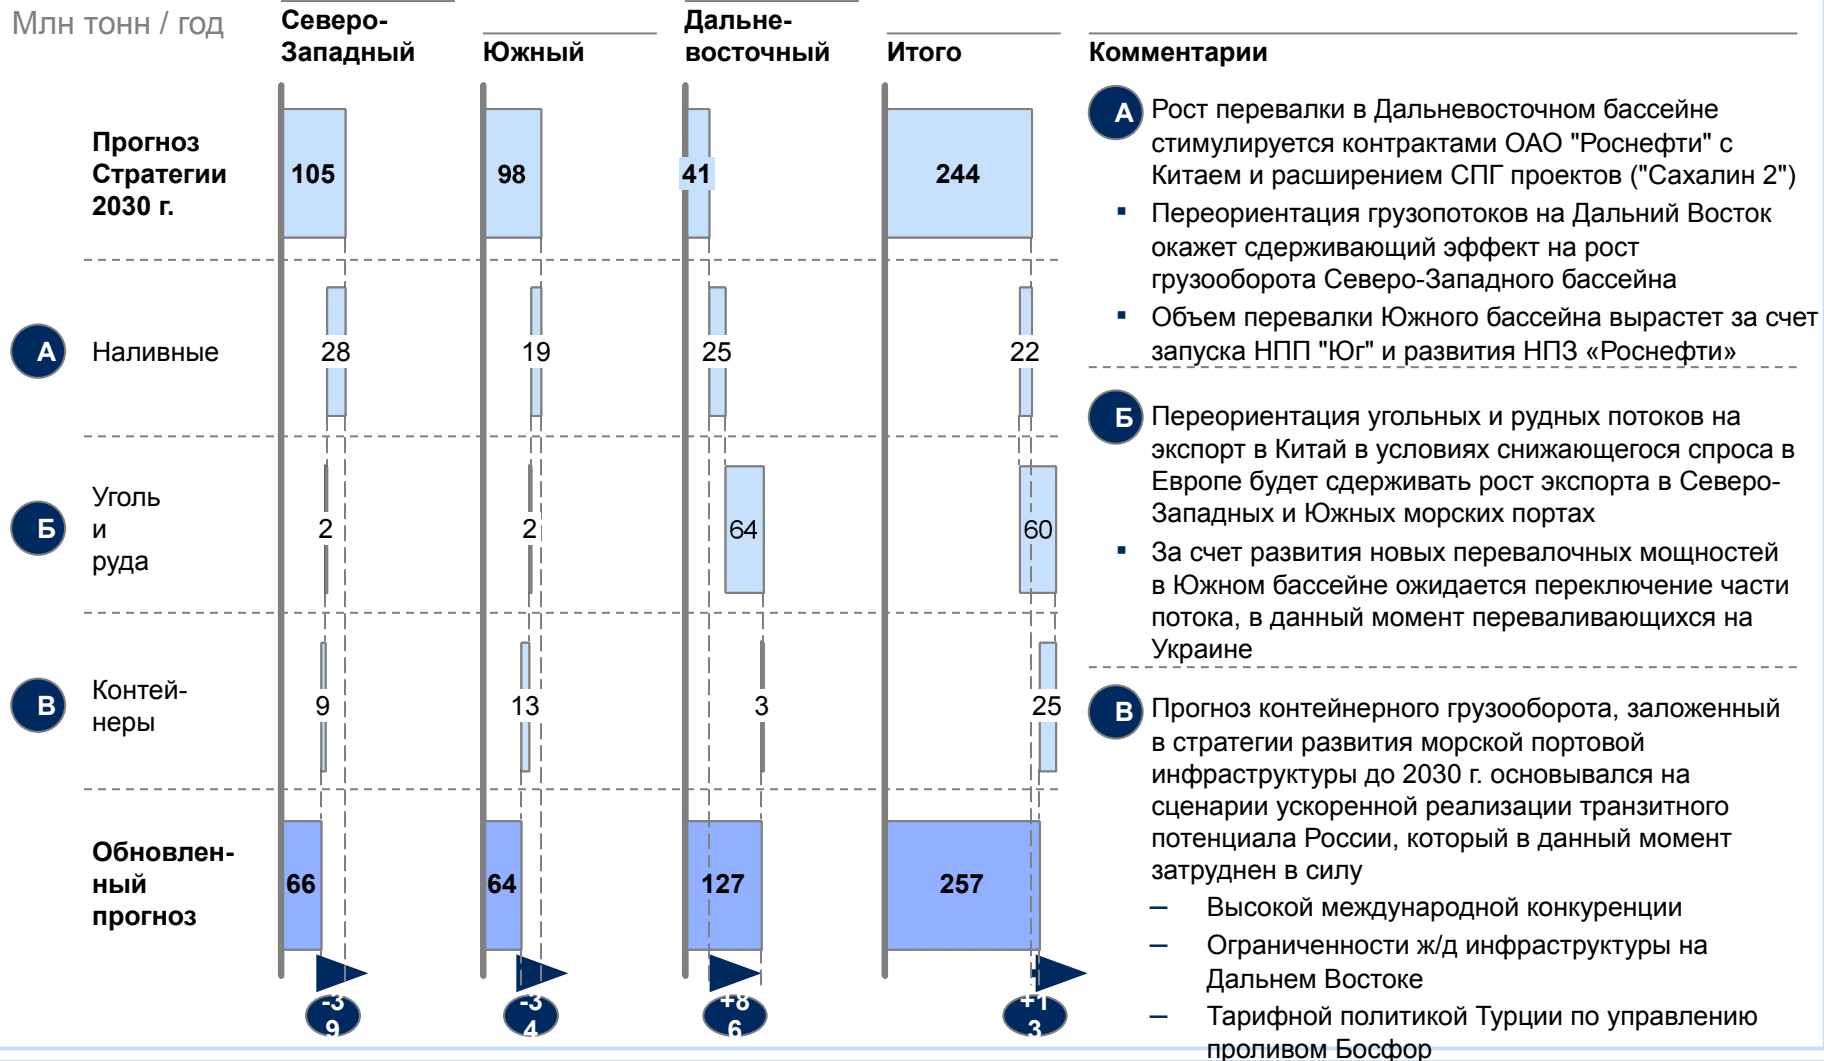 Млн тонн / год
Северо-
Западный
Южный
Дальне-
восточный
Итого
Комментарии
Прогноз
Стратегии
2030 г.
105
98
41
244
А
Наливные
28
19
25
22
Б
Уголь
и
руда
2
2
64
60
В
Контей-
неры
9
13
3
25
Обновлен-
ный
прогноз
66
64
127
257
-3
9
-3
4
+8
6
+1
3
А
Рост перевалки в Дальневосточном бассейне
стимулируется контрактами ОАО "Роснефти" с
Китаем и расширением СПГ проектов ("Сахалин 2")
▪ Переориентация грузопотоков на Дальний Восток
окажет сдерживающий эффект на рост
грузооборота Северо-Западного бассейна
▪ Объем перевалки Южного бассейна вырастет за счет
запуска НПП "Юг" и развития НПЗ «Роснефти»
Б
Переориентация угольных и рудных потоков на
экспорт в Китай в условиях снижающегося спроса в
Европе будет сдерживать рост экспорта в Северо-
Западных и Южных морских портах
▪ За счет развития новых перевалочных мощностей
в Южном бассейне ожидается переключение части
потока, в данный момент переваливающихся на
Украине
В
Прогноз контейнерного грузооборота, заложенный
в стратегии развития морской портовой
инфраструктуры до 2030 г. основывался на
сценарии ускоренной реализации транзитного
потенциала России, который в данный момент
затруднен в силу
– Высокой международной конкуренции
– Ограниченности ж/д инфраструктуры на
Дальнем Востоке
– Тарифной политикой Турции по управлению
проливом Босфор